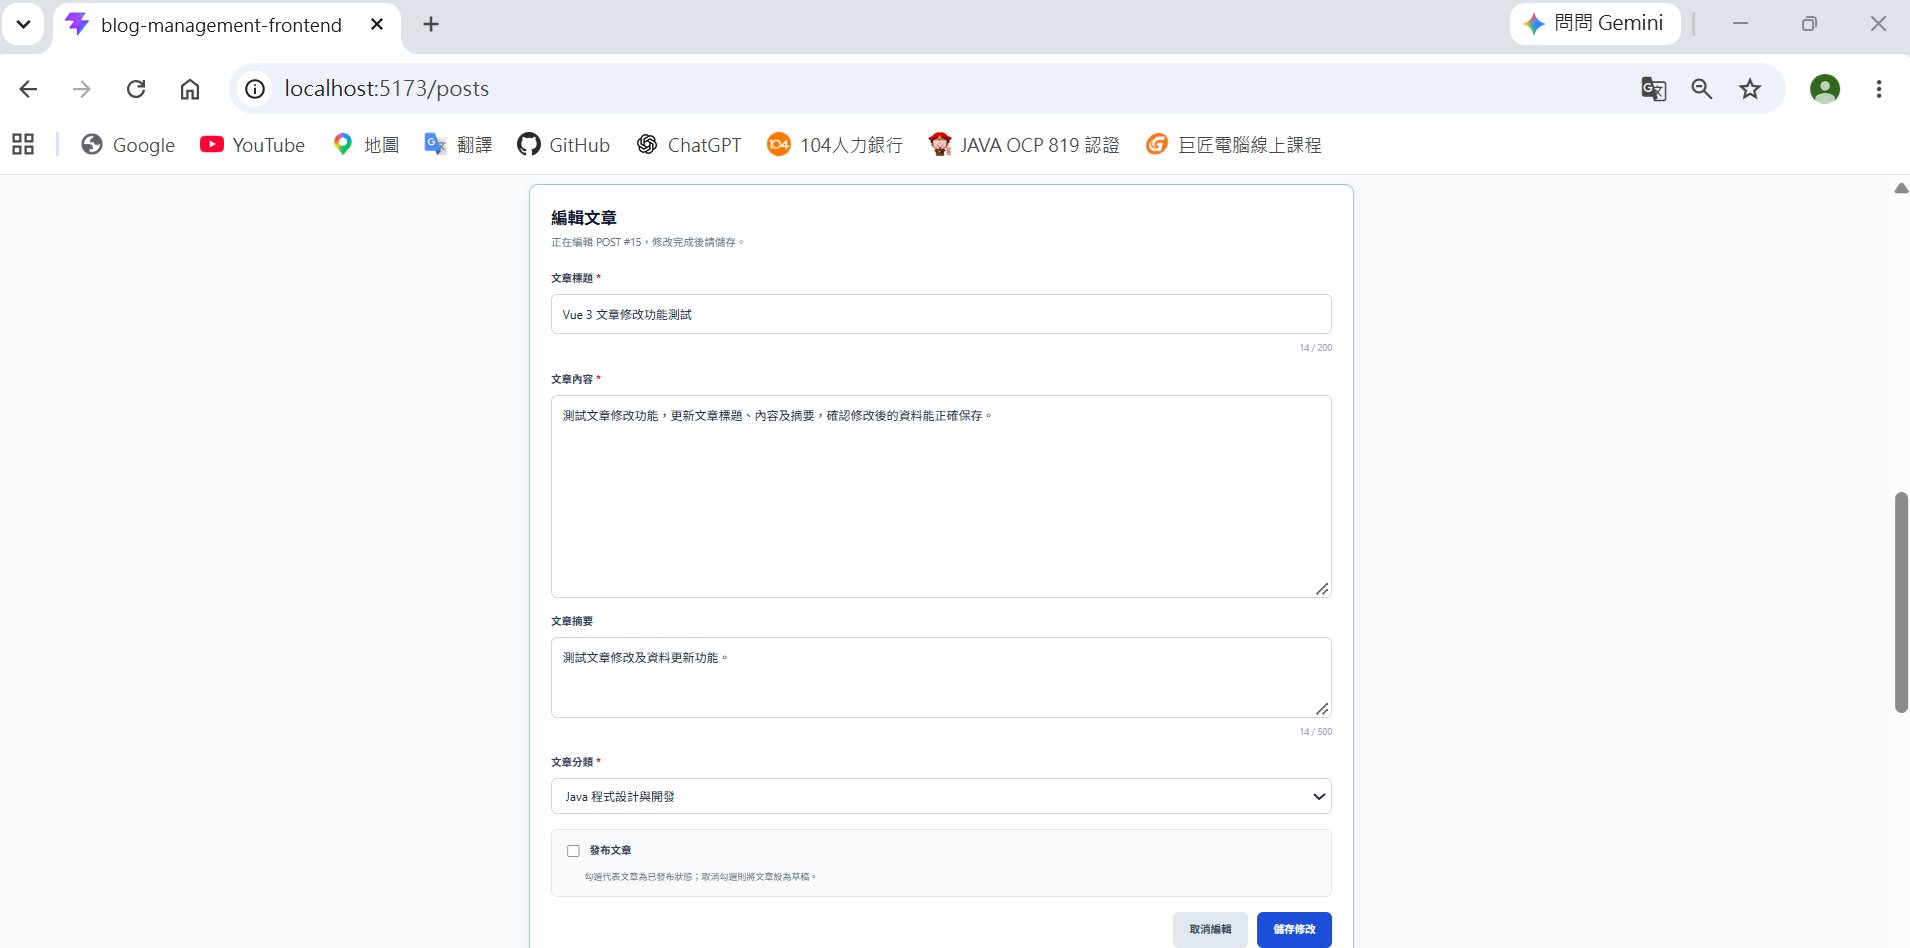 blog-management-frontend
問問 Gemini
localhost:5173/posts
Google
YouTube
地圖
翻譯
GitHub
ChatGPT
104人力銀行
JAVA OCP 819 認證
巨匠電腦線上課程
編輯文章
正在編輯 POST #15，修改完成後請儲存。
文章標題 *
Vue 3 文章修改功能測試
14 / 200
文章內容 *
測試文章修改功能，更新文章標題、內容及摘要，確認修改後的資料能正確保存。
文章摘要
測試文章修改及資料更新功能。
14 / 500
文章分類 *
Java 程式設計與開發
發布文章
勾選代表文章為已發布狀態；取消勾選則將文章設為草稿。
取消編輯
儲存修改